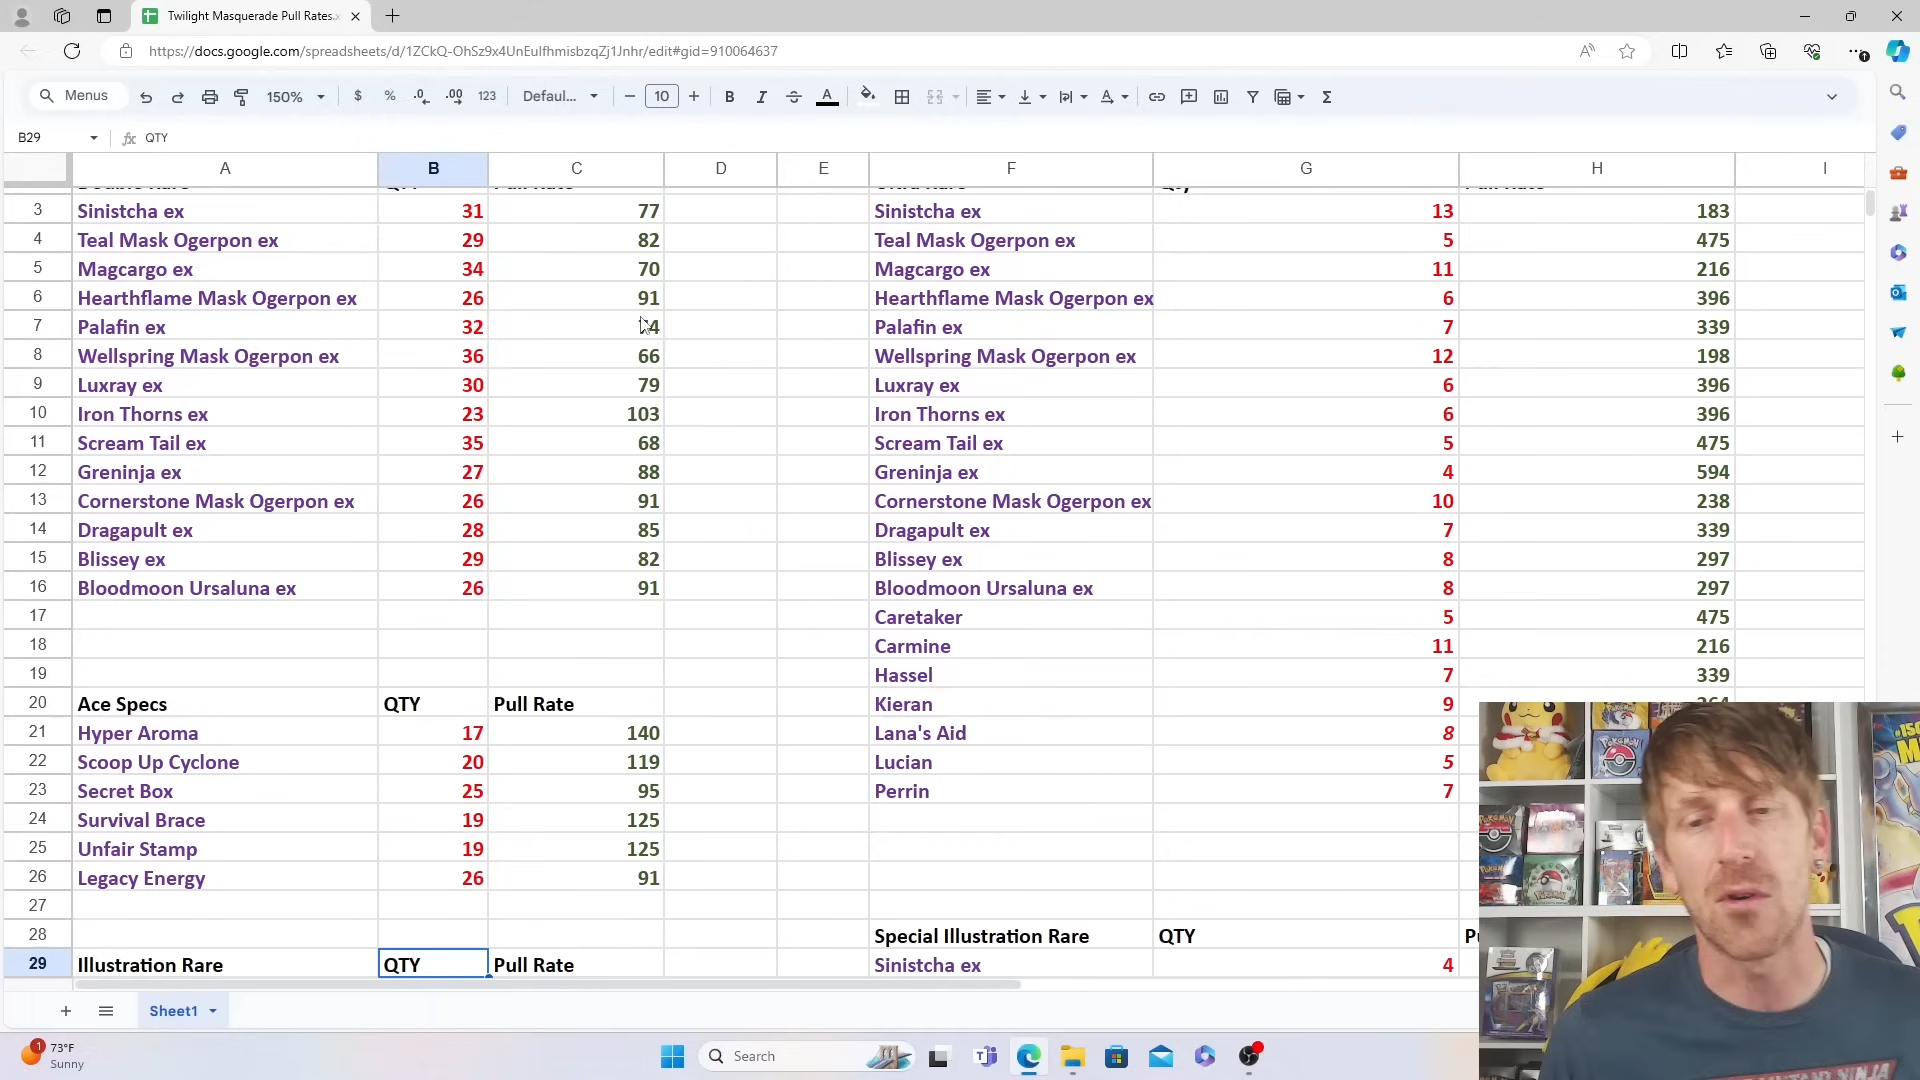 Twilight Masquerade Pull Rates.x
https://docs.google.com/spreadsheets/d/1ZCkQ-OhSz9x4UnEulfhmisbzqZj1Jnhr/edit#gid=910064637
Menus 150% $ % .0 .00 123 Defaul... 10 B I A
B29 fx QTY
A B C D E F G H I
3 Sinistcha ex 31 77 Sinistcha ex 13 183
4 Teal Mask Ogerpon ex 29 82 Teal Mask Ogerpon ex 5 475
5 Magcargo ex 34 70 Magcargo ex 11 216
6 Hearthflame Mask Ogerpon ex 26 91 Hearthflame Mask Ogerpon ex 6 396
7 Palafin ex 32 Palafin ex 7 339
8 Wellspring Mask Ogerpon ex 36 66 Wellspring Mask Ogerpon ex 12 198
9 Luxray ex 30 79 Luxray ex 6 396
10 Iron Thorns ex 23 103 Iron Thorns ex 6 396
11 Scream Tail ex 35 68 Scream Tail ex 5 475
12 Greninja ex 27 88 Greninja ex 4 594
13 Cornerstone Mask Ogerpon ex 26 91 Cornerstone Mask Ogerpon ex 10 238
14 Dragapult ex 28 85 Dragapult ex 7 339
15 Blissey ex 29 82 Blissey ex 8 297
16 Bloodmoon Ursaluna ex 26 91 Bloodmoon Ursaluna ex 8 297
17 Caretaker 5 475
18 Carmine 11 216
19 Hassel 7 339
20 Ace Specs QTY Pull Rate Kieran 9
21 Hyper Aroma 17 140 Lana's Aid 8
22 Scoop Up Cyclone 20 119 Lucian 5
23 Secret Box 25 95 Perrin 7
24 Survival Brace 19 125
25 Unfair Stamp 19 125
26 Legacy Energy 26 91
27
28 Special Illustration Rare QTY
29 Illustration Rare QTY Pull Rate Sinistcha ex 4
Sheet1
1 73°F
Sunny
Search